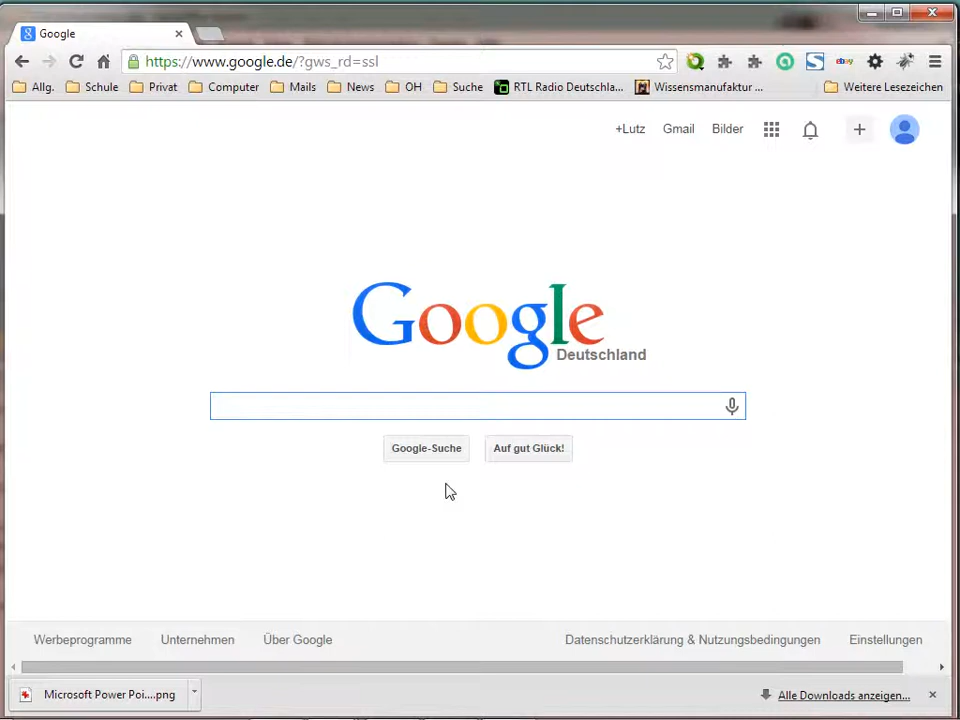 Google
https://www.google.de/?gws_rd=ssl
Allg. Schule Privat Computer Mails News OH Suche RTL Radio Deutschla... Wissensmanufaktur ... Weitere Lesezeichen
+Lutz Gmail Bilder
Google
Deutschland
Google-Suche Auf gut Glück!
Werbeprogramme Unternehmen Über Google Datenschutzerklärung & Nutzungsbedingungen Einstellungen
Microsoft Power Poi....png Alle Downloads anzeigen...